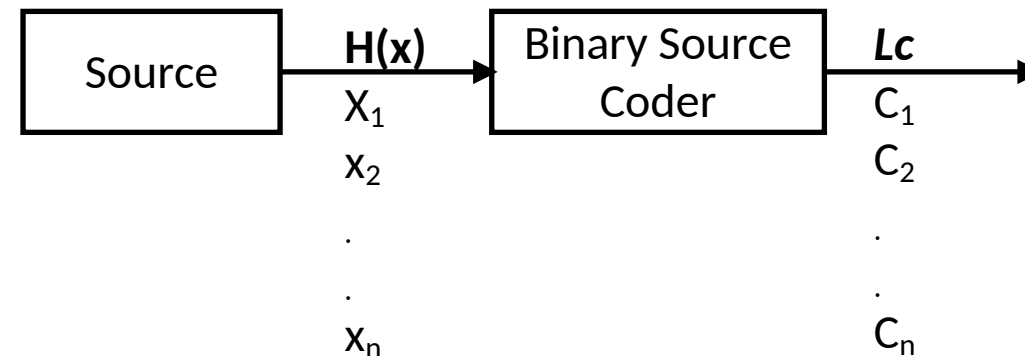 Source
H(x)
X₁
x₂
.
.
xₙ
Binary Source
Coder
Lc
C₁
C₂
.
.
Cₙ